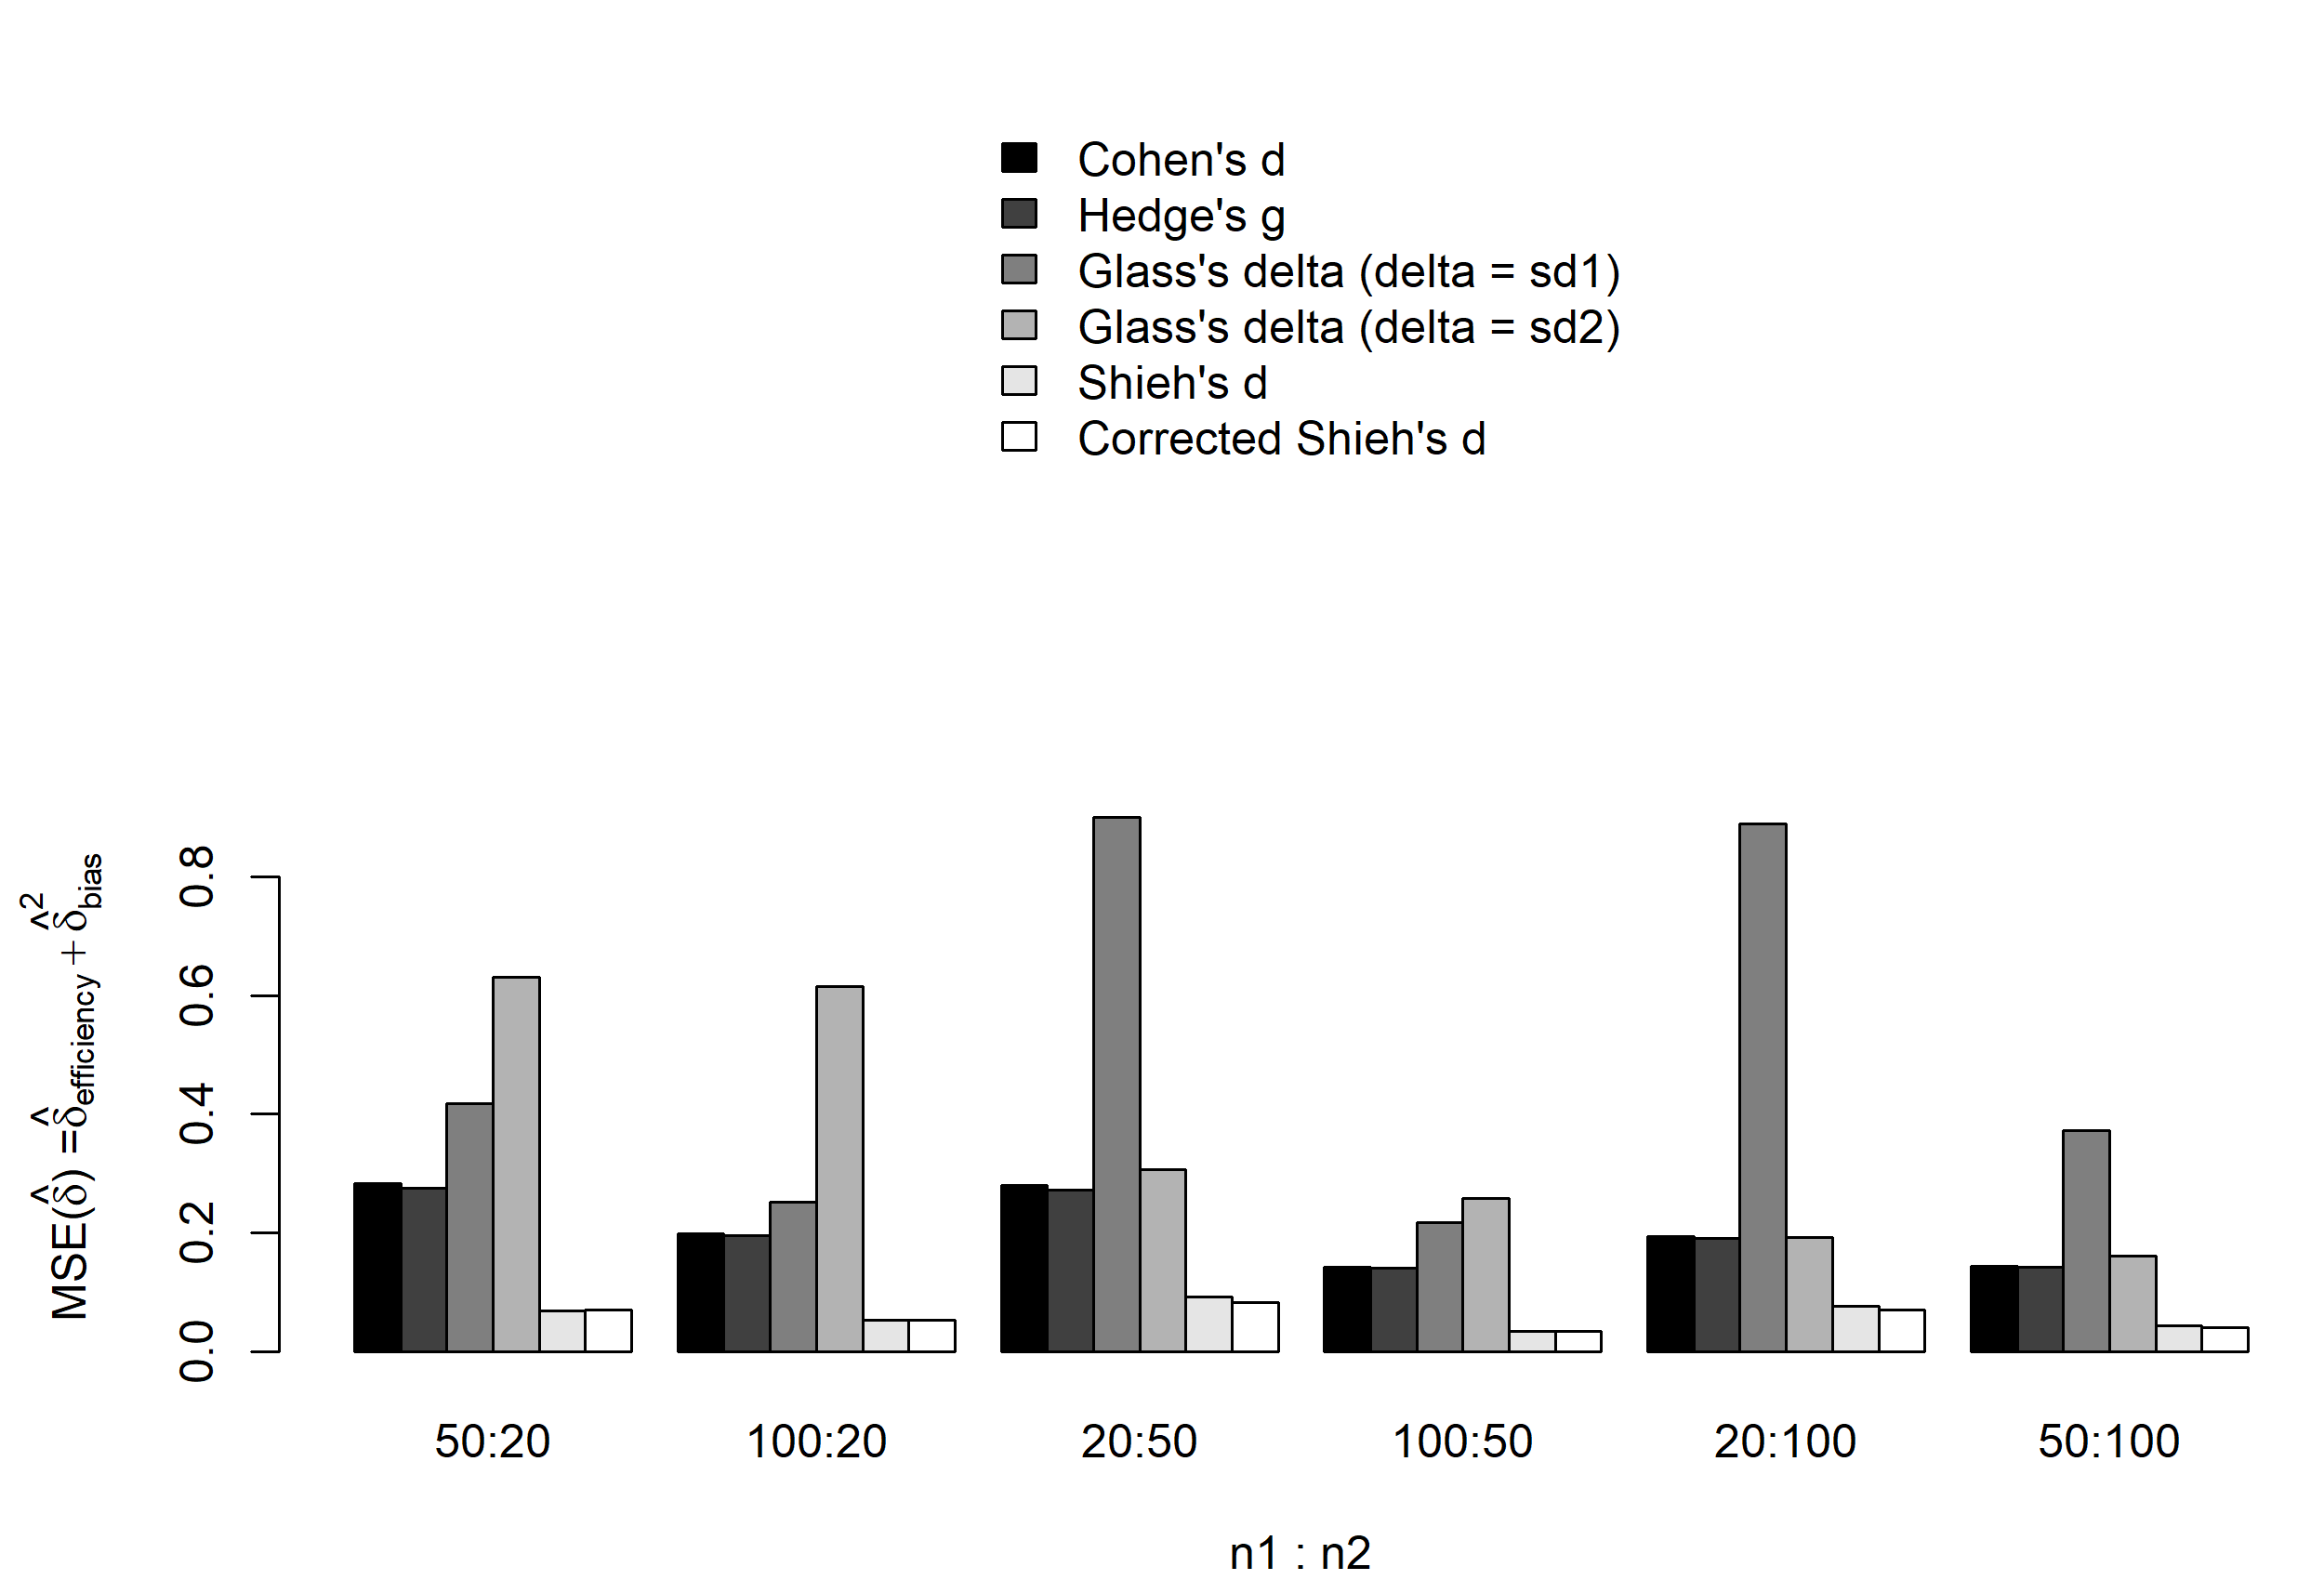 Cohen's d
Hedge's g
Glass's delta (delta = sd1)
Glass's delta (delta = sd2)
Shieh's d
Corrected Shieh's d
MSE(δ̂) = δ̂efficiency + δ̂²bias
0.8
0.6
0.4
0.2
0.0
50:20 100:20 20:50 100:50 20:100 50:100
n1 : n2